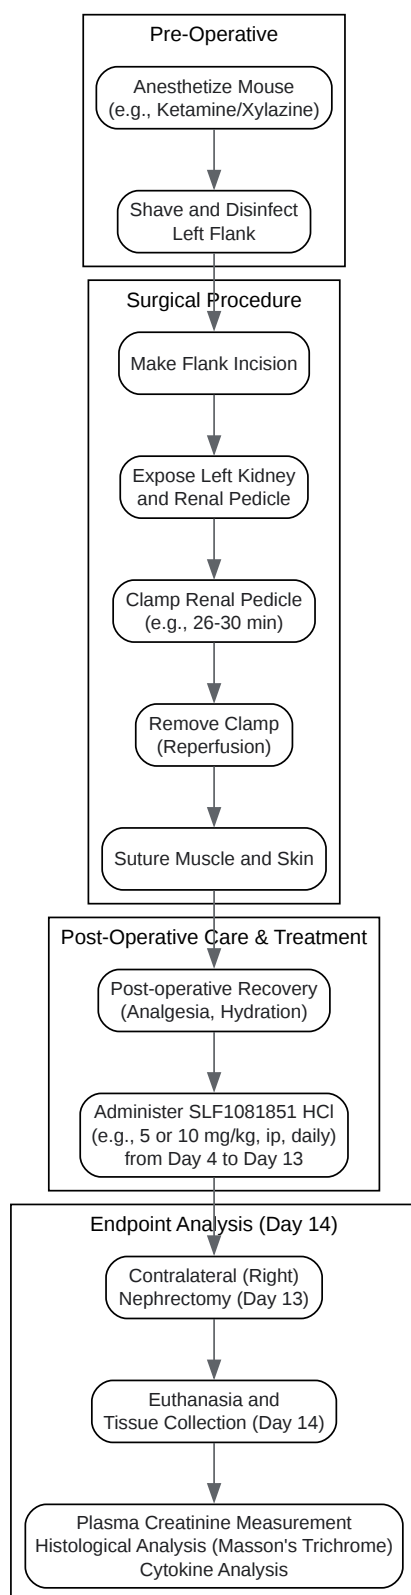 Pre-Operative
Anesthetize Mouse
(e.g., Ketamine/Xylazine)
Shave and Disinfect
Left Flank
Surgical Procedure
Make Flank Incision
Expose Left Kidney
and Renal Pedicle
Clamp Renal Pedicle
(e.g., 26-30 min)
Remove Clamp
(Reperfusion)
Suture Muscle and Skin
Post-Operative Care & Treatment
Post-operative Recovery
(Analgesia, Hydration)
Administer SLF1081851 HCl
(e.g., 5 or 10 mg/kg, ip, daily)
from Day 4 to Day 13
Endpoint Analysis (Day 14)
Contralateral (Right)
Nephrectomy (Day 13)
Euthanasia and
Tissue Collection (Day 14)
Plasma Creatinine Measurement
Histological Analysis (Masson's Trichrome)
Cytokine Analysis